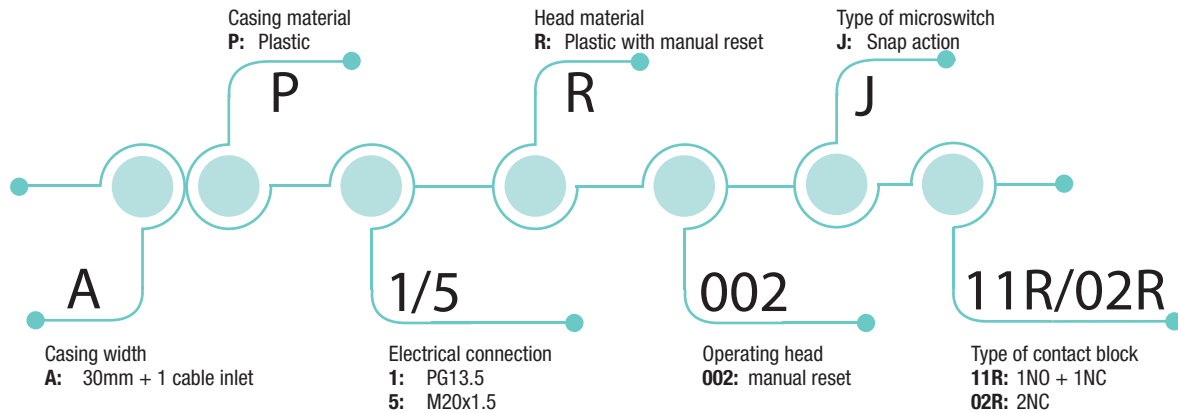 Casing material
P: Plastic
Head material
R: Plastic with manual reset
Type of microswitch
J: Snap action
P
R
J
A
1/5
002
11R/02R
Casing width
A: 30mm + 1 cable inlet
Electrical connection
1: PG13.5
5: M20x1.5
Operating head
002: manual reset
Type of contact block
11R: 1NO + 1NC
02R: 2NC